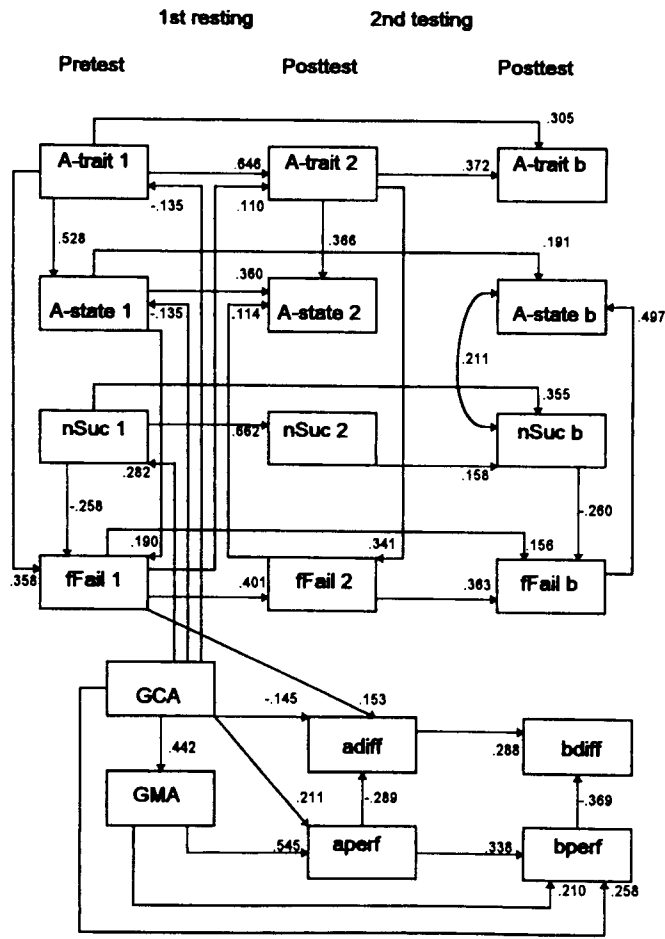 1st resting 2nd testing
Pretest Posttest Posttest
.305
A-trait 1 A-trait 2 A-trait b
.646 .372
-.135 .110
.528 .366 .191
.360
A-state 1 A-state 2 A-state b
-.135 .114 .497
.211
.355
nSuc 1 nSuc 2 nSuc b
.662
.282 .158
-.258 -.260
.190 .341 .156
fFail 1 fFail 2 fFail b
.358 .401 .363
GCA
-.145 .153
adiff bdiff
.442 .288
GMA
.211 -.289 -.369
aperf bperf
.545 .338
.210 .258